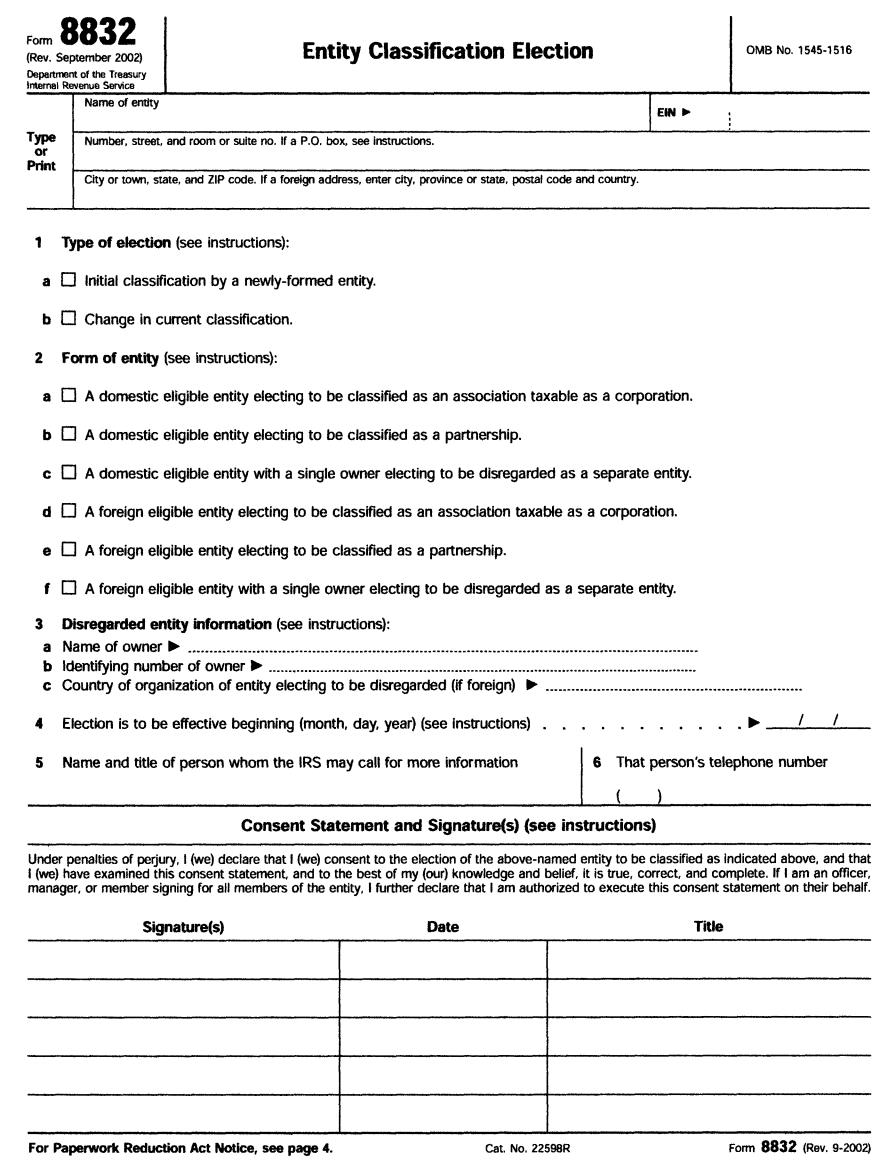 Form 8832
(Rev. September 2002)
Department of the Treasury
Internal Revenue Service
Entity Classification Election
OMB No. 1545-1516
Type
or
Print
Name of entity
EIN ►
Number, street, and room or suite no. If a P.O. box, see instructions.
City or town, state, and ZIP code. If a foreign address, enter city, province or state, postal code and country.
1 Type of election (see instructions):
a ☐ Initial classification by a newly-formed entity.
b ☐ Change in current classification.
2 Form of entity (see instructions):
a ☐ A domestic eligible entity electing to be classified as an association taxable as a corporation.
b ☐ A domestic eligible entity electing to be classified as a partnership.
c ☐ A domestic eligible entity with a single owner electing to be disregarded as a separate entity.
d ☐ A foreign eligible entity electing to be classified as an association taxable as a corporation.
e ☐ A foreign eligible entity electing to be classified as a partnership.
f ☐ A foreign eligible entity with a single owner electing to be disregarded as a separate entity.
3 Disregarded entity information (see instructions):
a Name of owner ►
b Identifying number of owner ►
c Country of organization of entity electing to be disregarded (if foreign) ►
4 Election is to be effective beginning (month, day, year) (see instructions) . . . . . . . . . . . . ► / /
5 Name and title of person whom the IRS may call for more information
6 That person's telephone number
( )
Consent Statement and Signature(s) (see instructions)
Under penalties of perjury, I (we) declare that I (we) consent to the election of the above-named entity to be classified as indicated above, and that
I (we) have examined this consent statement, and to the best of my (our) knowledge and belief, it is true, correct, and complete. If I am an officer,
manager, or member signing for all members of the entity, I further declare that I am authorized to execute this consent statement on their behalf.
Signature(s) Date Title
For Paperwork Reduction Act Notice, see page 4. Cat. No. 22598R Form 8832 (Rev. 9-2002)